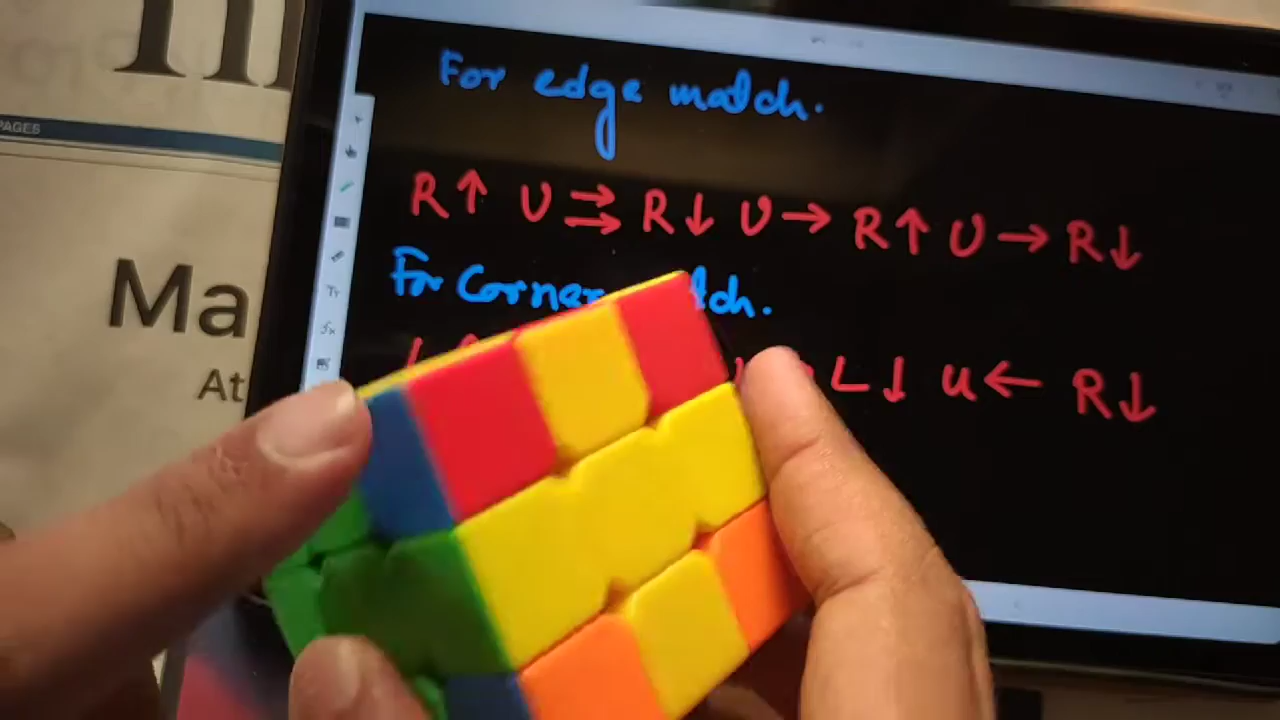 PAGES
Ma
At
For edge match.
R↑ U⇉ R↓ U→ R↑ U→ R↓
For Corner
L↓ u← R↓